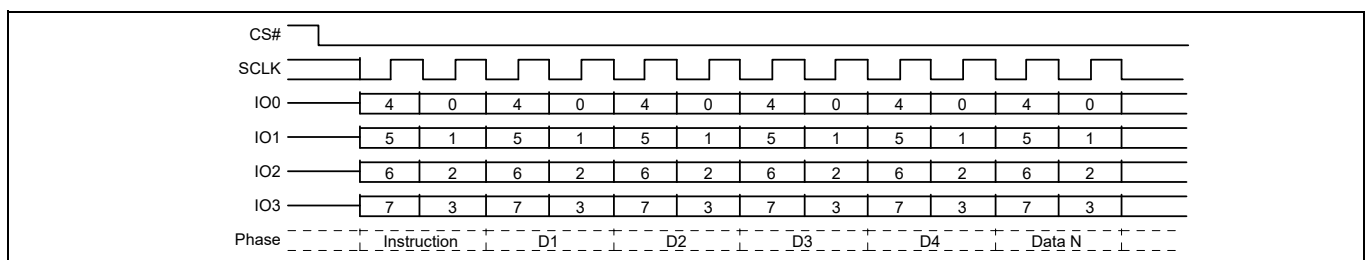 CS#
SCLK
IO0 4 0 4 0 4 0 4 0 4 0 4 0
IO1 5 1 5 1 5 1 5 1 5 1 5 1
IO2 6 2 6 2 6 2 6 2 6 2 6 2
IO3 7 3 7 3 7 3 7 3 7 3 7 3
Phase Instruction D1 D2 D3 D4 Data N